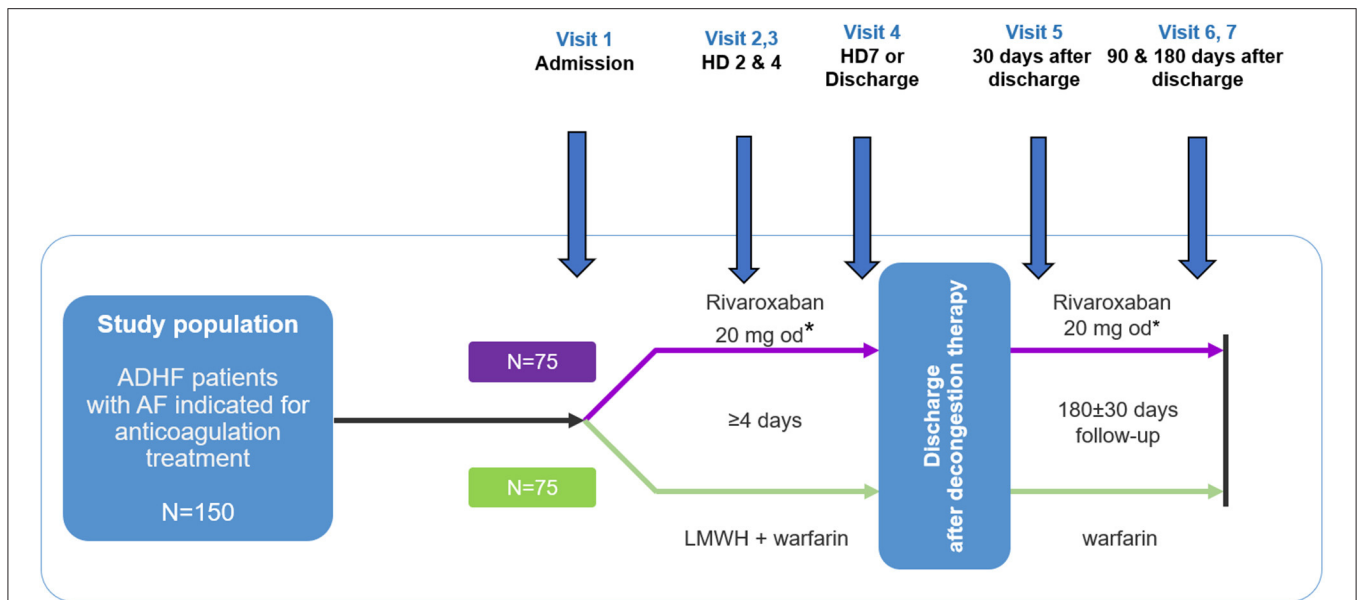 Visit 1
Admission
Visit 2,3
HD 2 & 4
Visit 4
HD7 or
Discharge
Visit 5
30 days after
discharge
Visit 6, 7
90 & 180 days after
discharge
Study population
ADHF patients
with AF indicated for
anticoagulation
treatment
N=150
N=75
N=75
Rivaroxaban
20 mg od*
≥4 days
LMWH + warfarin
Discharge
after decongestion therapy
Rivaroxaban
20 mg od*
180±30 days
follow-up
warfarin